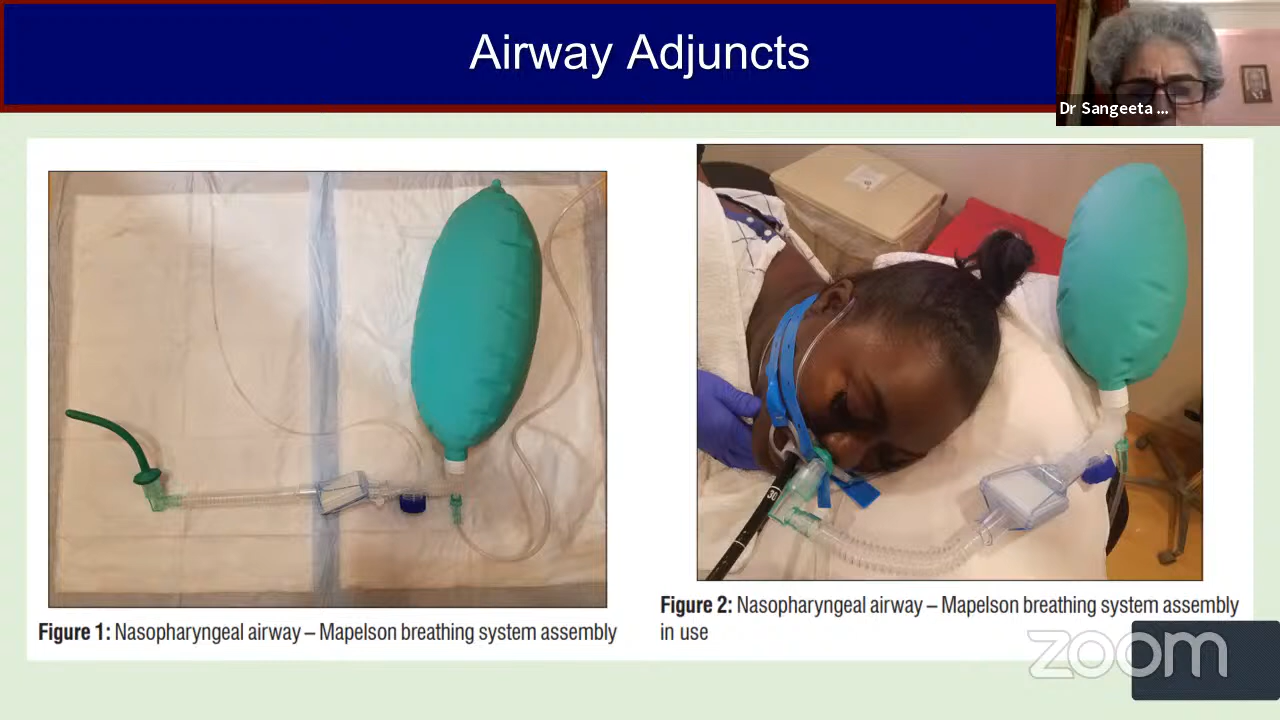 Airway Adjuncts
Dr Sangeeta ...
30
Figure 1: Nasopharyngeal airway – Mapelson breathing system assembly
Figure 2: Nasopharyngeal airway – Mapelson breathing system assembly
in use
zoom